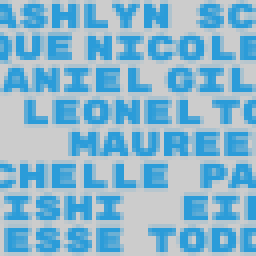 ASHLYN SC
QUE NICOLE
ANIEL GIL
LEONEL TO
MAUREE
CHELLE PA
ISHI EI
ESSE TODD